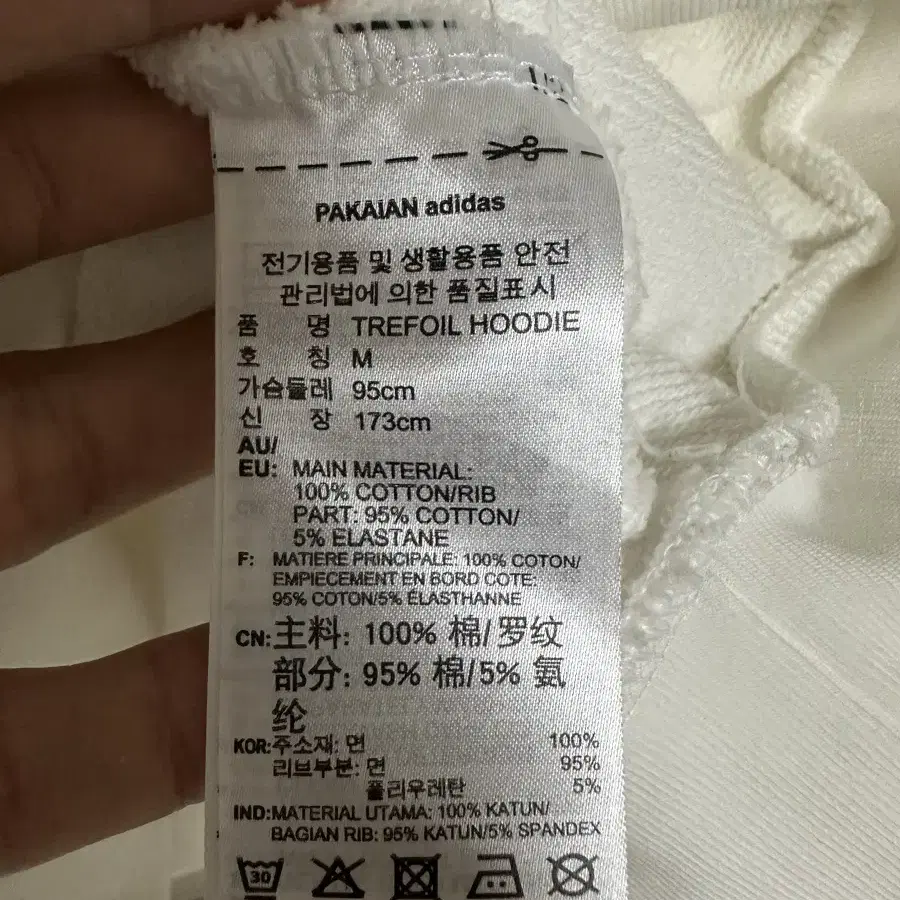 PAKAIAN adidas
전기용품 및 생활용품 안전
관리법에 의한 품질표시
품 명 TREFOIL HOODIE
호 칭 M
가슴둘레 95cm
신 장 173cm
AU/
EU: MAIN MATERIAL:
100% COTTON/RIB
PART: 95% COTTON/
5% ELASTANE
F: MATIERE PRINCIPALE: 100% COTON/
EMPIECEMENT EN BORD COTE:
95% COTON/5% ÉLASTHANNE
CN: 主料: 100% 棉/罗纹
部分: 95% 棉/5% 氨
纶
KOR: 주소재: 면 100%
리브부분: 면 95%
폴리우레탄 5%
IND: MATERIAL UTAMA: 100% KATUN/
BAGIAN RIB: 95% KATUN/5% SPANDEX
30